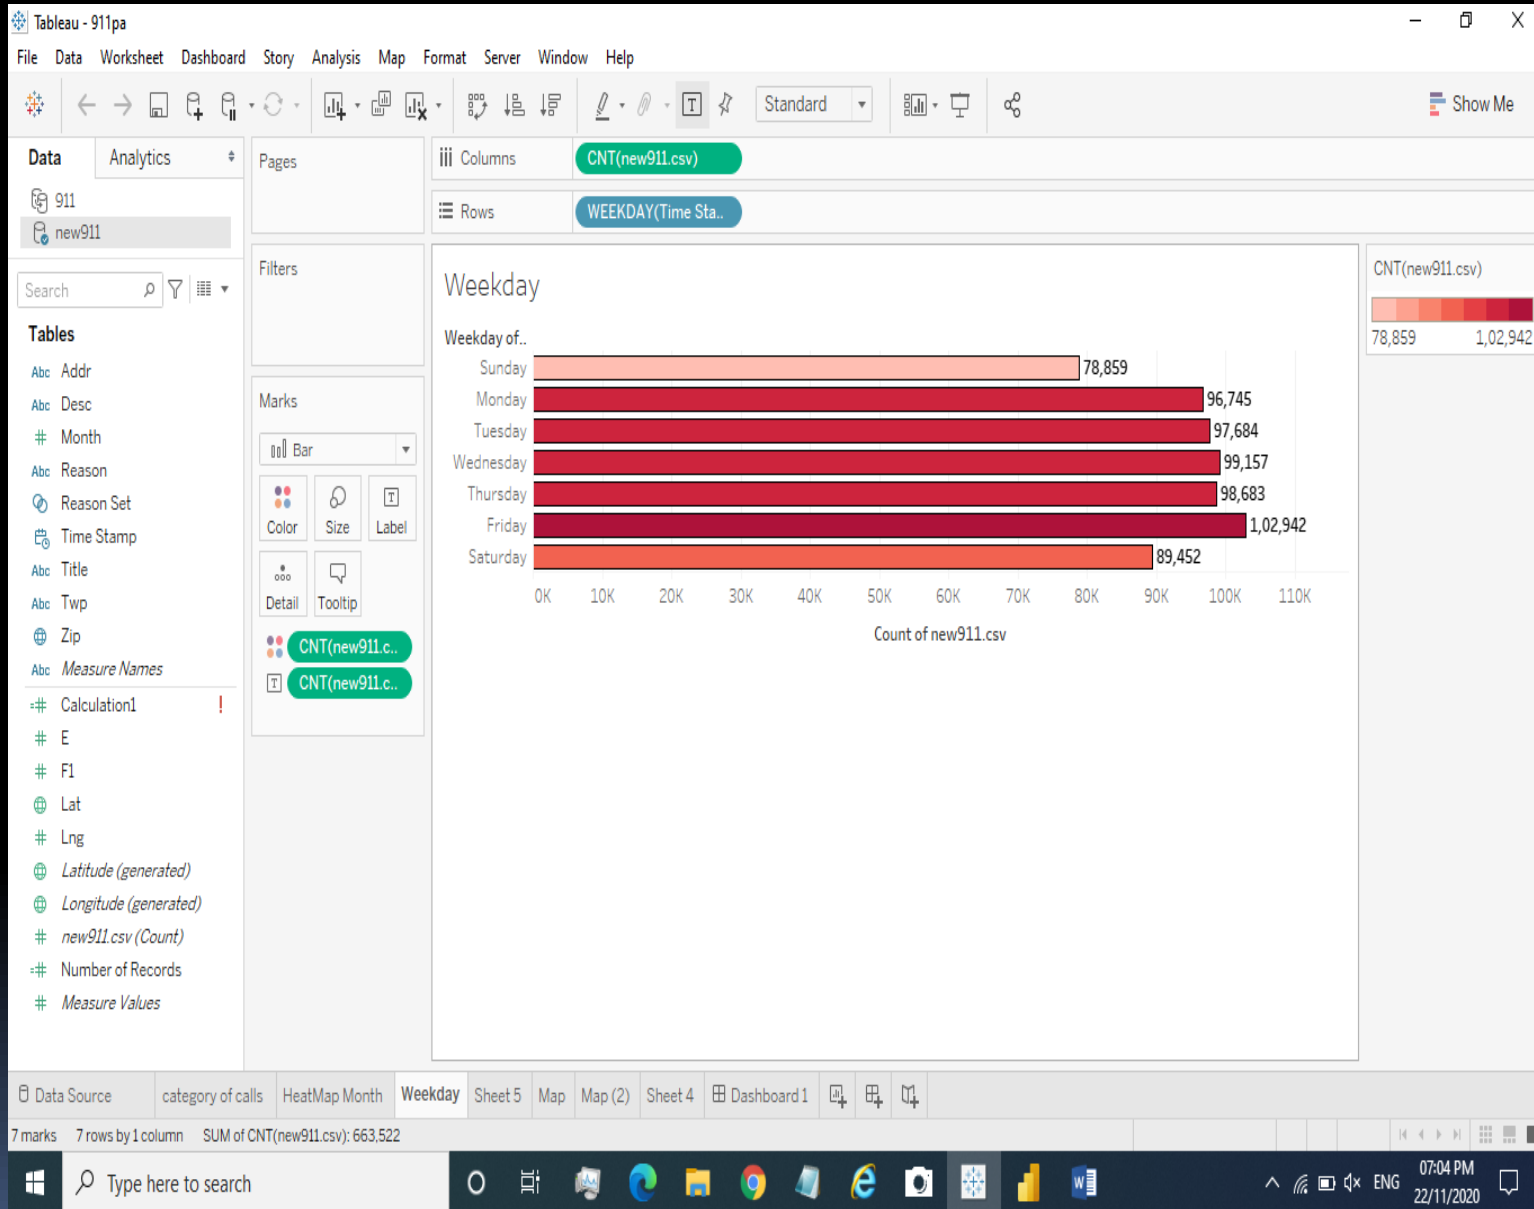 Tableau - 911pa
File Data Worksheet Dashboard Story Analysis Map Format Server Window Help
Standard
Show Me
Data Analytics
911
new911
Search
Tables
Abc Addr
Abc Desc
# Month
Abc Reason
Reason Set
Time Stamp
Abc Title
Abc Twp
Zip
Abc Measure Names
=# Calculation1 !
# E
# F1
Lat
# Lng
Latitude (generated)
Longitude (generated)
# new911.csv (Count)
=# Number of Records
# Measure Values
Pages
Filters
Marks
Bar
Color Size Label
Detail Tooltip
CNT(new911.c..
CNT(new911.c..
Columns CNT(new911.csv)
Rows WEEKDAY(Time Sta..
Weekday
Weekday of..
Sunday 78,859
Monday 96,745
Tuesday 97,684
Wednesday 99,157
Thursday 98,683
Friday 1,02,942
Saturday 89,452
0K 10K 20K 30K 40K 50K 60K 70K 80K 90K 100K 110K
Count of new911.csv
CNT(new911.csv)
78,859 1,02,942
Data Source category of calls HeatMap Month Weekday Sheet 5 Map Map (2) Sheet 4 Dashboard 1
7 marks 7 rows by 1 column SUM of CNT(new911.csv): 663,522
Type here to search
ENG
07:04 PM
22/11/2020